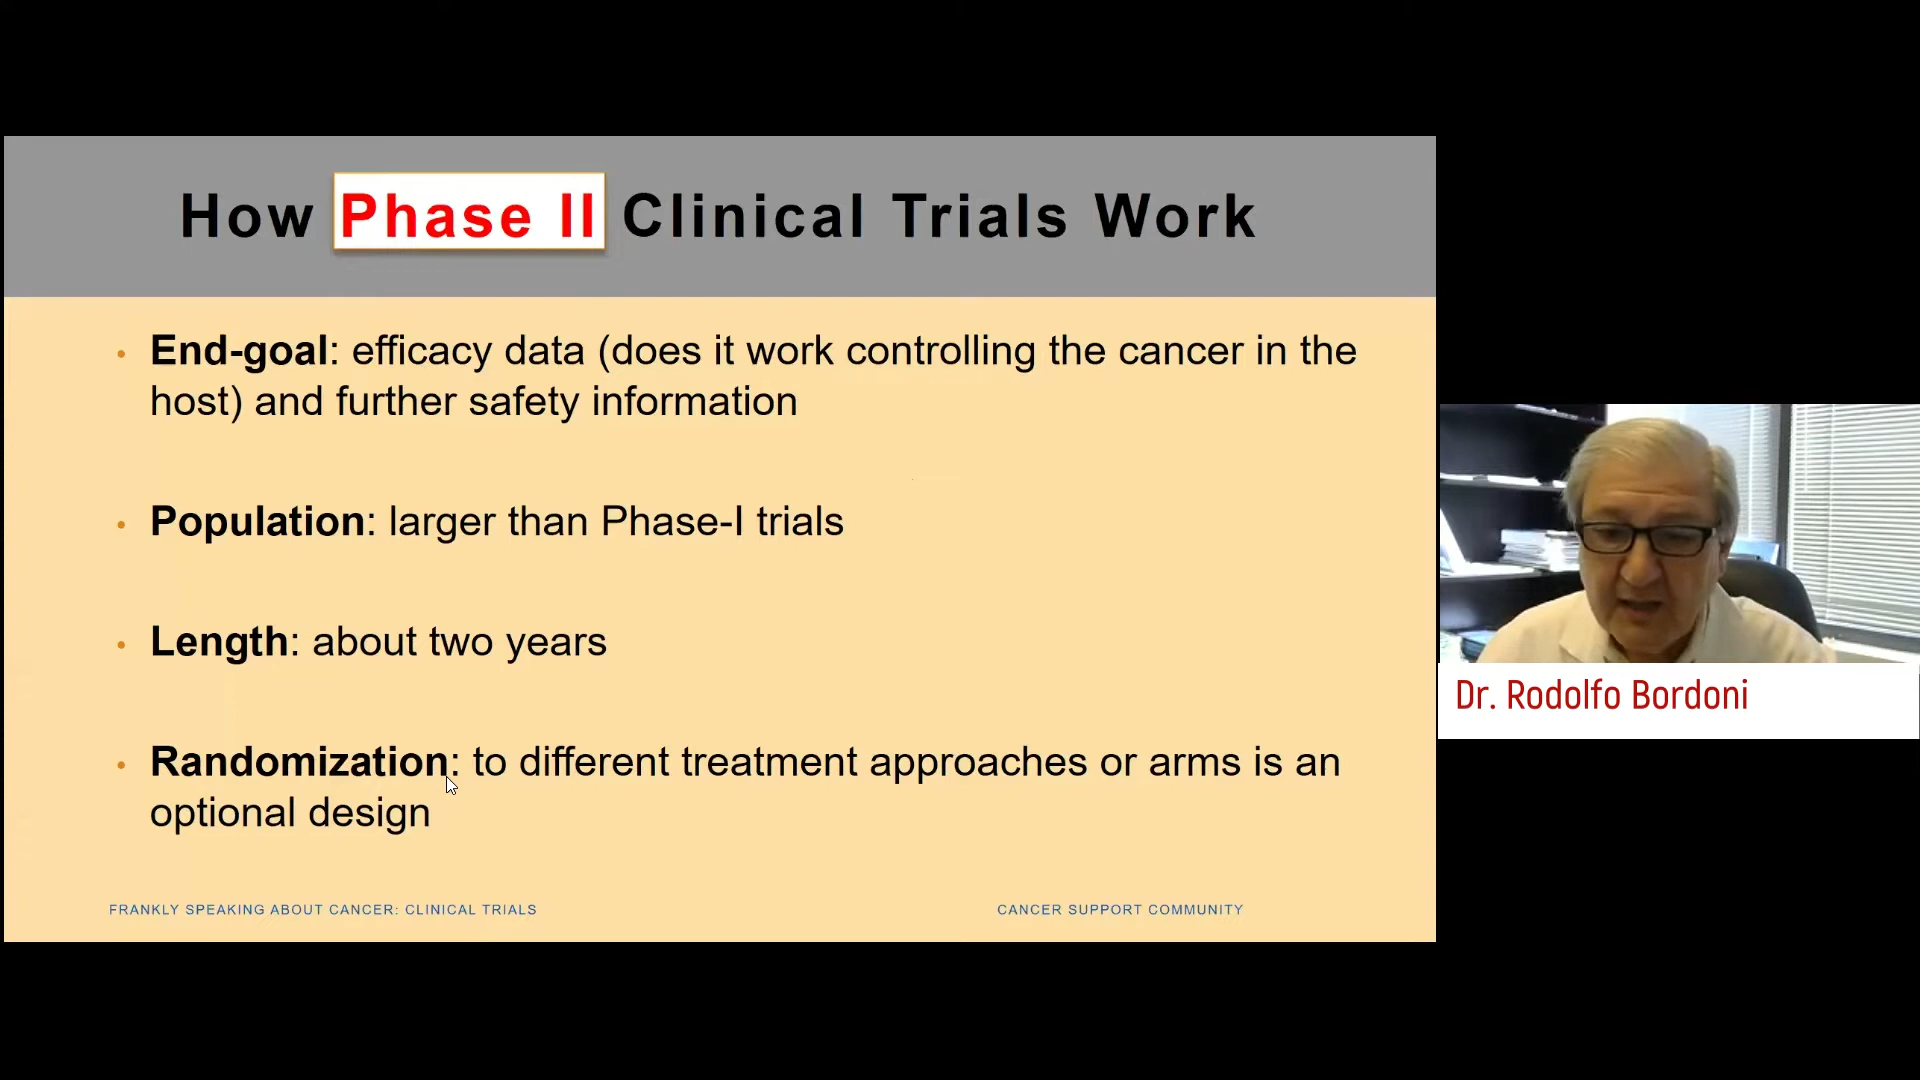 How Phase II Clinical Trials Work
• End-goal: efficacy data (does it work controlling the cancer in the
host) and further safety information
• Population: larger than Phase-I trials
• Length: about two years
• Randomization: to different treatment approaches or arms is an
optional design
FRANKLY SPEAKING ABOUT CANCER: CLINICAL TRIALS
CANCER SUPPORT COMMUNITY
Dr. Rodolfo Bordoni